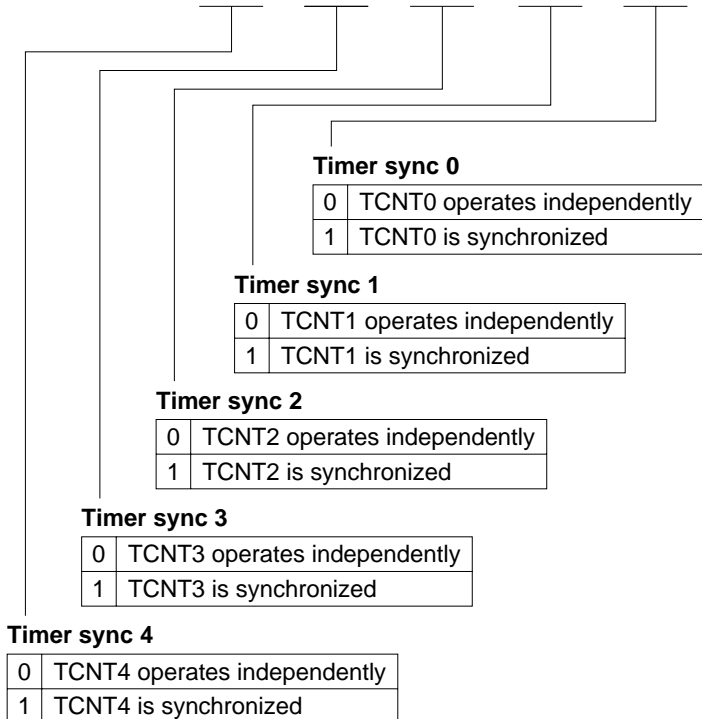 Timer sync 0
0 TCNT0 operates independently
1 TCNT0 is synchronized
Timer sync 1
0 TCNT1 operates independently
1 TCNT1 is synchronized
Timer sync 2
0 TCNT2 operates independently
1 TCNT2 is synchronized
Timer sync 3
0 TCNT3 operates independently
1 TCNT3 is synchronized
Timer sync 4
0 TCNT4 operates independently
1 TCNT4 is synchronized